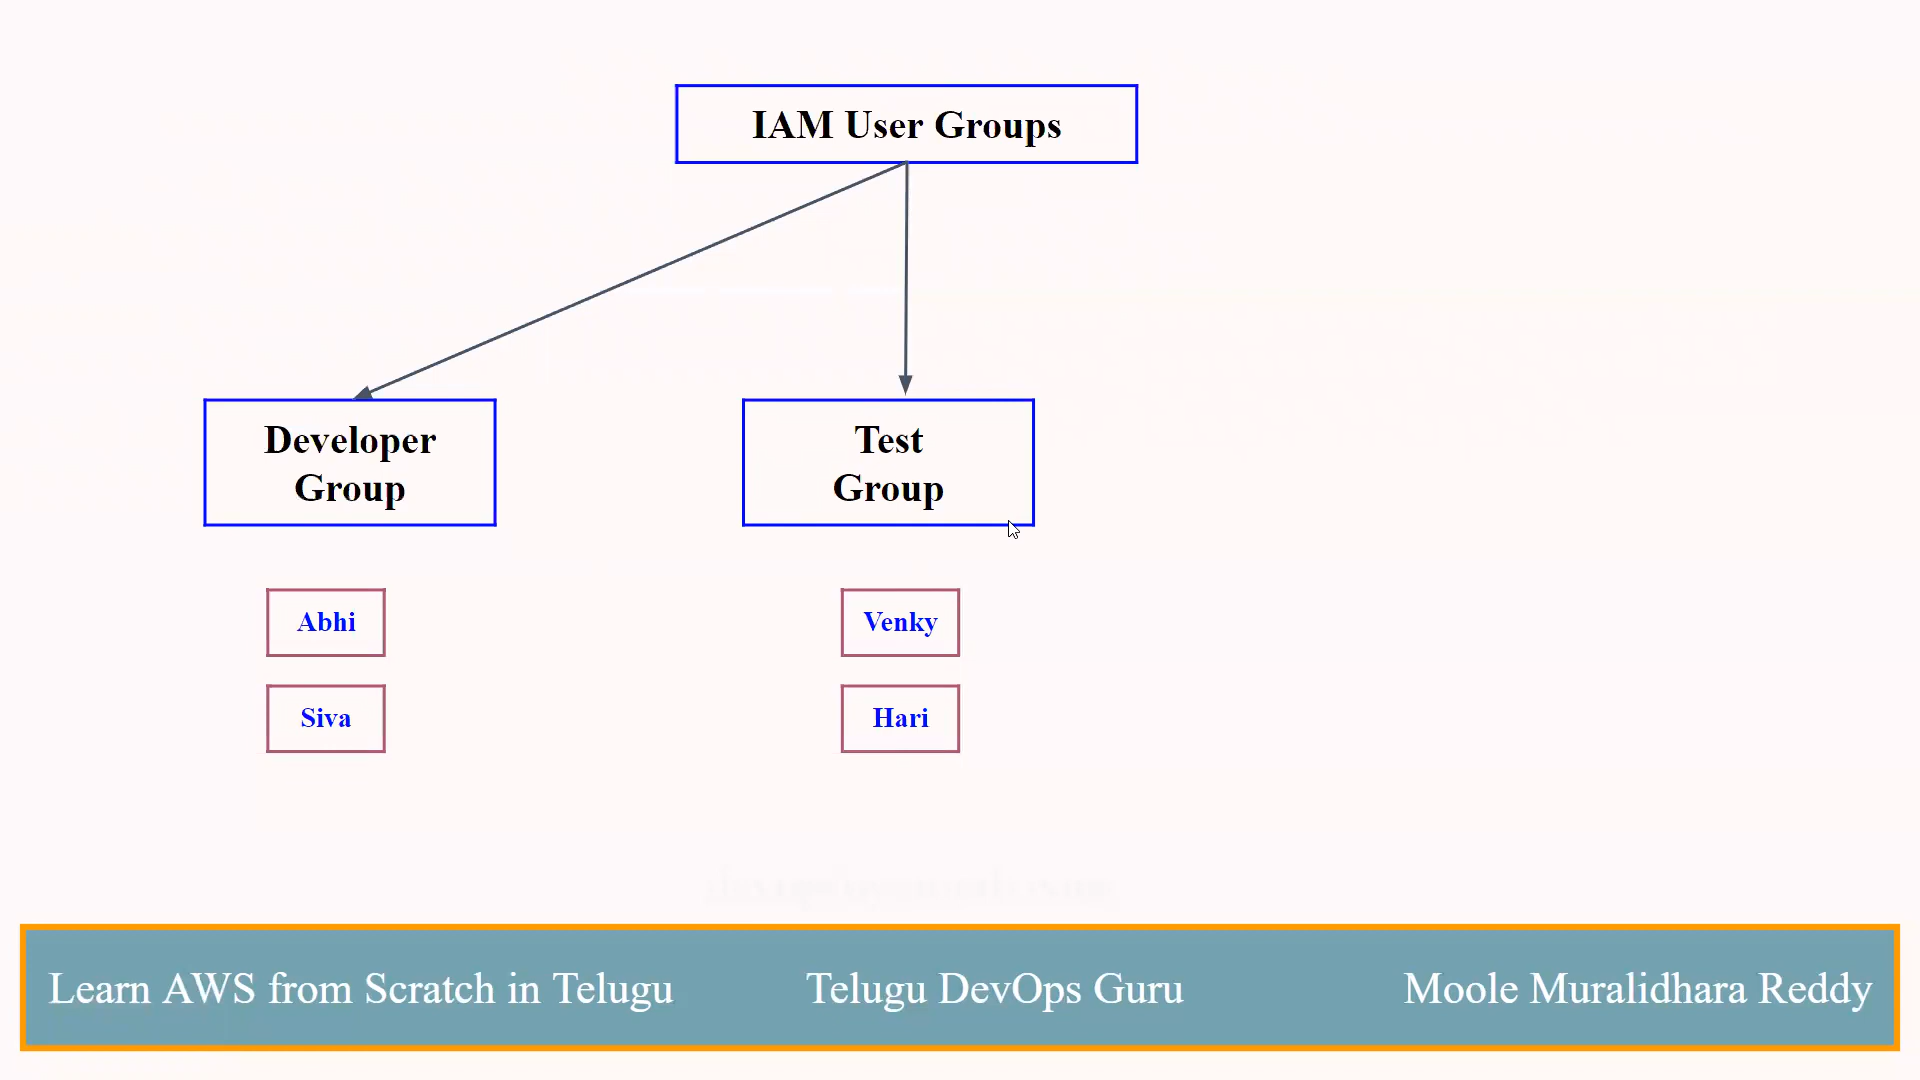 IAM User Groups
Developer
Group
Test
Group
Abhi
Venky
Siva
Hari
Learn AWS from Scratch in Telugu
Telugu DevOps Guru
Moole Muralidhara Reddy